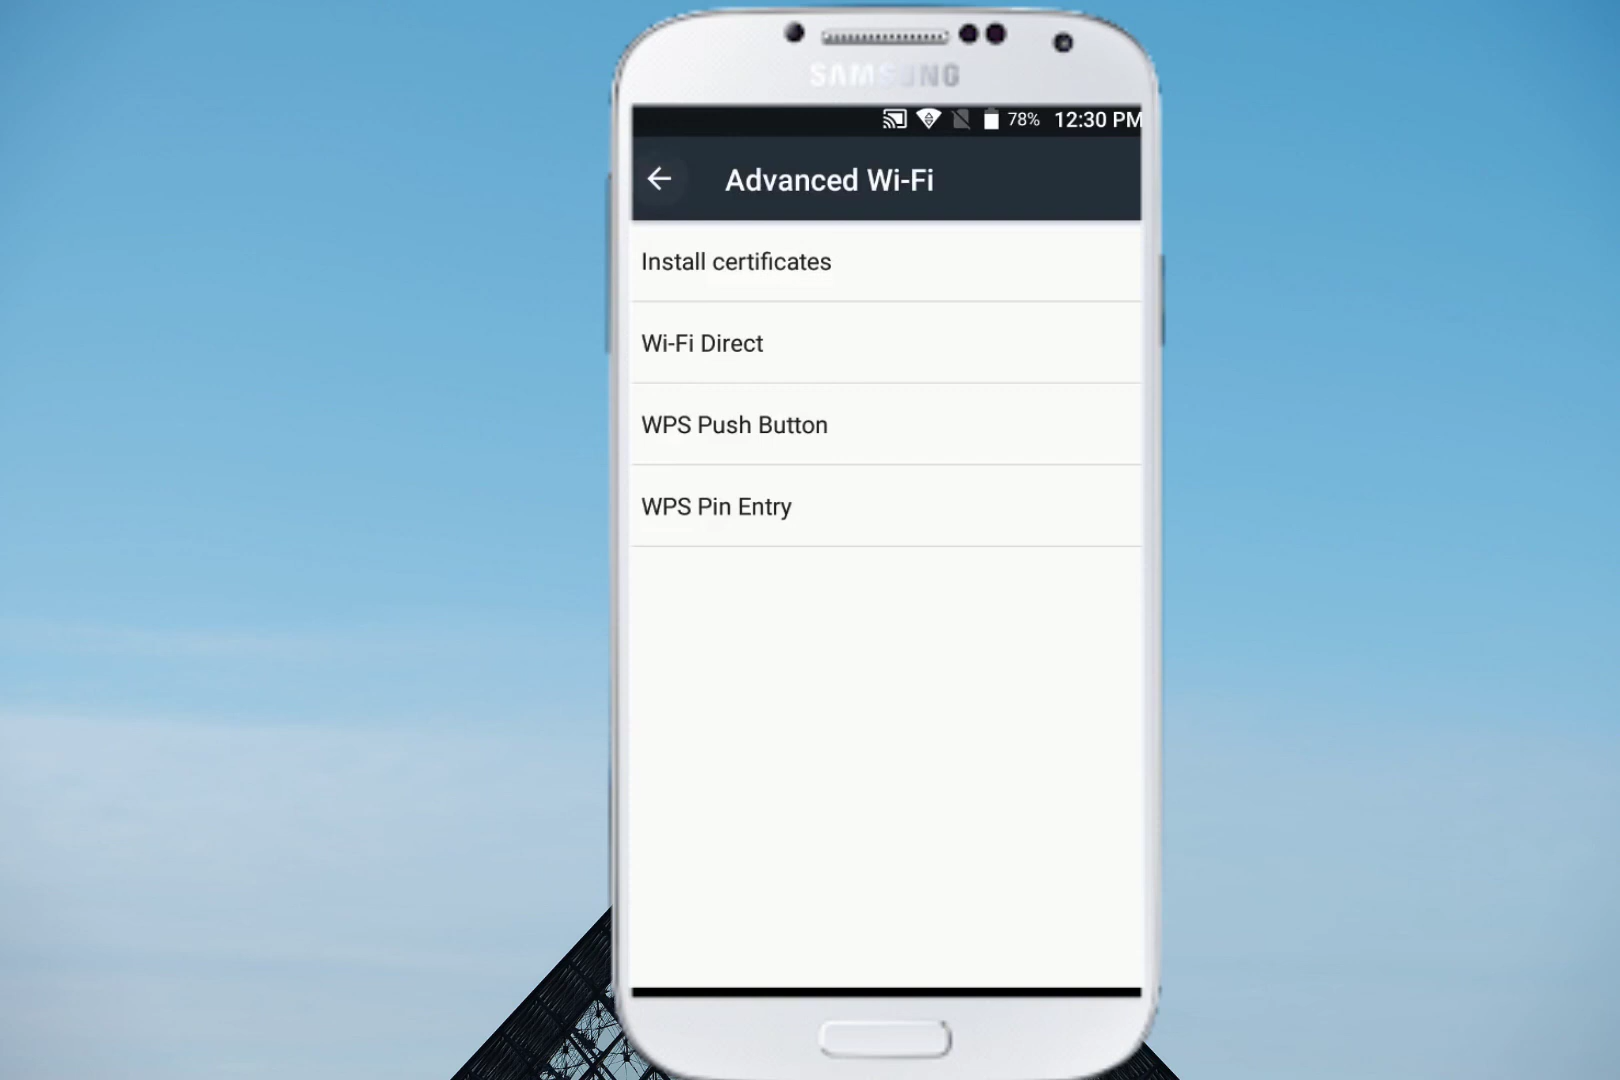 SAMSUNG
78% 12:30 PM
Advanced Wi-Fi
Install certificates
Wi-Fi Direct
WPS Push Button
WPS Pin Entry